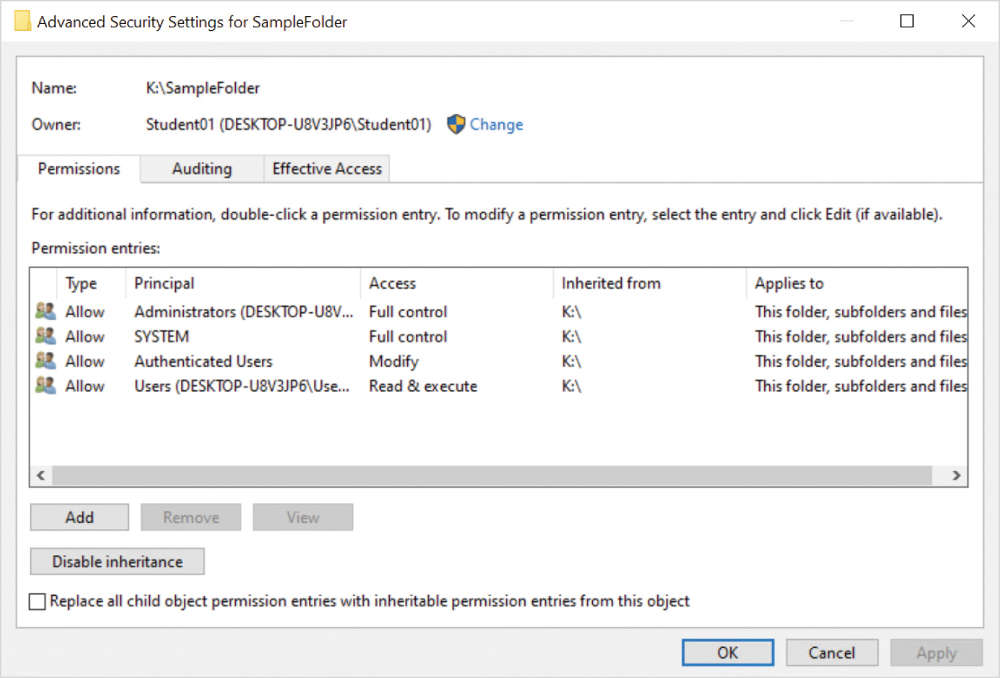 Advanced Security Settings for SampleFolder
Name: K:\SampleFolder
Owner: Student01 (DESKTOP-U8V3JP6\Student01) Change
Permissions Auditing Effective Access
For additional information, double-click a permission entry. To modify a permission entry, select the entry and click Edit (if available).
Permission entries:
Type Principal Access Inherited from Applies to
Allow Administrators (DESKTOP-U8V... Full control K:\ This folder, subfolders and files
Allow SYSTEM Full control K:\ This folder, subfolders and files
Allow Authenticated Users Modify K:\ This folder, subfolders and files
Allow Users (DESKTOP-U8V3JP6\Use... Read & execute K:\ This folder, subfolders and files
Add Remove View
Disable inheritance
Replace all child object permission entries with inheritable permission entries from this object
OK Cancel Apply